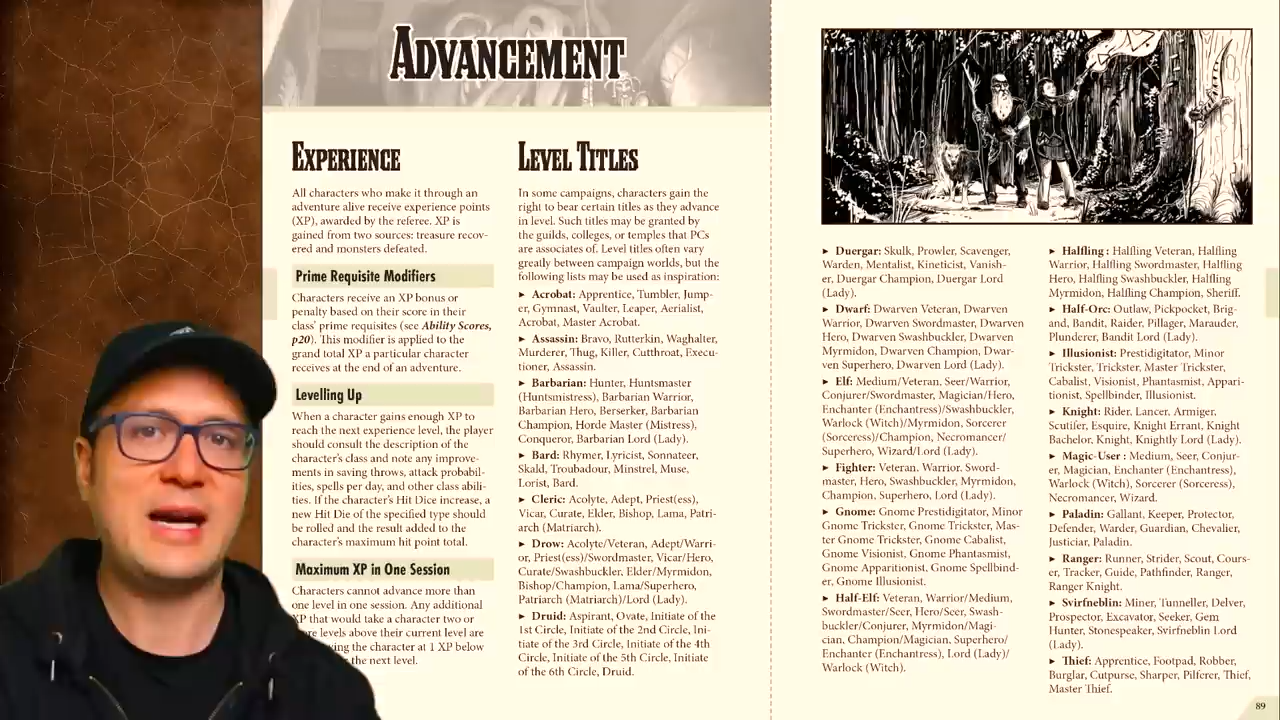 ADVANCEMENT
EXPERIENCE
All characters who make it through an
adventure alive receive experience points
(XP), awarded by the referee. XP is
gained from two sources: treasure recov-
ered and monsters defeated.
Prime Requisite Modifiers
Characters receive an XP bonus or
penalty based on their score in their
class' prime requisites (see Ability Scores,
p20). This modifier is applied to the
grand total XP a particular character
receives at the end of an adventure.
Levelling Up
When a character gains enough XP to
reach the next experience level, the player
should consult the description of the
character's class and note any improve-
ments in saving throws, attack probabil-
ities, spells per day, and other class abili-
ties. If the character's Hit Dice increase, a
new Hit Die of the specified type should
be rolled and the result added to the
character's maximum hit point total.
Maximum XP in One Session
Characters cannot advance more than
one level in one session. Any additional
XP that would take a character two or
levels above their current level are
the character at 1 XP below
the next level.
LEVEL TITLES
In some campaigns, characters gain the
right to bear certain titles as they advance
in level. Such titles may be granted by
the guilds, colleges, or temples that PCs
are associates of. Level titles often vary
greatly between campaign worlds, but the
following lists may be used as inspiration:
► Acrobat: Apprentice, Tumbler, Jump-
er, Gymnast, Vaulter, Leaper, Aerialist,
Acrobat, Master Acrobat.
► Assassin: Bravo, Rutterkin, Waghalter,
Murderer, Thug, Killer, Cutthroat, Execu-
tioner, Assassin.
► Barbarian: Hunter, Huntsmaster
(Huntsmistress), Barbarian Warrior,
Barbarian Hero, Berserker, Barbarian
Champion, Horde Master (Mistress),
Conqueror, Barbarian Lord (Lady).
► Bard: Rhymer, Lyricist, Sonnateer,
Skald, Troubadour, Minstrel, Muse,
Lorist, Bard.
► Cleric: Acolyte, Adept, Priest(ess),
Vicar, Curate, Elder, Bishop, Lama, Patri-
arch (Matriarch).
► Drow: Acolyte/Veteran, Adept/Warri-
or, Priest(ess)/Swordmaster, Vicar/Hero,
Curate/Swashbuckler, Elder/Myrmidon,
Bishop/Champion, Lama/Superhero,
Patriarch (Matriarch)/Lord (Lady).
► Druid: Aspirant, Ovate, Initiate of the
1st Circle, Initiate of the 2nd Circle, Ini-
tiate of the 3rd Circle, Initiate of the 4th
Circle, Initiate of the 5th Circle, Initiate
of the 6th Circle, Druid.
► Duergar: Skulk, Prowler, Scavenger,
Warden, Mentalist, Kineticist, Vanish-
er, Duergar Champion, Duergar Lord
(Lady).
► Dwarf: Dwarven Veteran, Dwarven
Warrior, Dwarven Swordmaster, Dwarven
Hero, Dwarven Swashbuckler, Dwarven
Myrmidon, Dwarven Champion, Dwar-
ven Superhero, Dwarven Lord (Lady).
► Elf: Medium/Veteran, Seer/Warrior,
Conjurer/Swordmaster, Magician/Hero,
Enchanter (Enchantress)/Swashbuckler,
Warlock (Witch)/Myrmidon, Sorcerer
(Sorceress)/Champion, Necromancer/
Superhero, Wizard/Lord (Lady).
► Fighter: Veteran, Warrior, Sword-
master, Hero, Swashbuckler, Myrmidon,
Champion, Superhero, Lord (Lady).
► Gnome: Gnome Prestidigitator, Minor
Gnome Trickster, Gnome Trickster, Mas-
ter Gnome Trickster, Gnome Cabalist,
Gnome Visionist, Gnome Phantasmist,
Gnome Apparitionist, Gnome Spellbind-
er, Gnome Illusionist.
► Half-Elf: Veteran, Warrior/Medium,
Swordmaster/Seer, Hero/Seer, Swash-
buckler/Conjurer, Myrmidon/Magi-
cian, Champion/Magician, Superhero/
Enchanter (Enchantress), Lord (Lady)/
Warlock (Witch).
► Halfling : Halfling Veteran, Halfling
Warrior, Halfling Swordmaster, Halfling
Hero, Halfling Swashbuckler, Halfling
Myrmidon, Halfling Champion, Sheriff.
► Half-Orc: Outlaw, Pickpocket, Brig-
and, Bandit, Raider, Pillager, Marauder,
Plunderer, Bandit Lord (Lady).
► Illusionist: Prestidigitator, Minor
Trickster, Trickster, Master Trickster,
Cabalist, Visionist, Phantasmist, Appari-
tionist, Spellbinder, Illusionist.
► Knight: Rider, Lancer, Armiger,
Scutifer, Esquire, Knight Errant, Knight
Bachelor, Knight, Knightly Lord (Lady).
► Magic-User : Medium, Seer, Conjur-
er, Magician, Enchanter (Enchantress),
Warlock (Witch), Sorcerer (Sorceress),
Necromancer, Wizard.
► Paladin: Gallant, Keeper, Protector,
Defender, Warder, Guardian, Chevalier,
Justiciar, Paladin.
► Ranger: Runner, Strider, Scout, Cours-
er, Tracker, Guide, Pathfinder, Ranger,
Ranger Knight.
► Svirfneblin: Miner, Tunneller, Delver,
Prospector, Excavator, Seeker, Gem
Hunter, Stonespeaker, Svirfneblin Lord
(Lady).
► Thief: Apprentice, Footpad, Robber,
Burglar, Cutpurse, Sharper, Pilferer, Thief,
Master Thief.
89